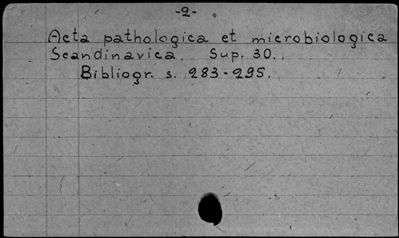 -2-
Acta pathologica et microbiologica
Scandinavica. Sup. 30..
Bibliogr. s. 283-295.